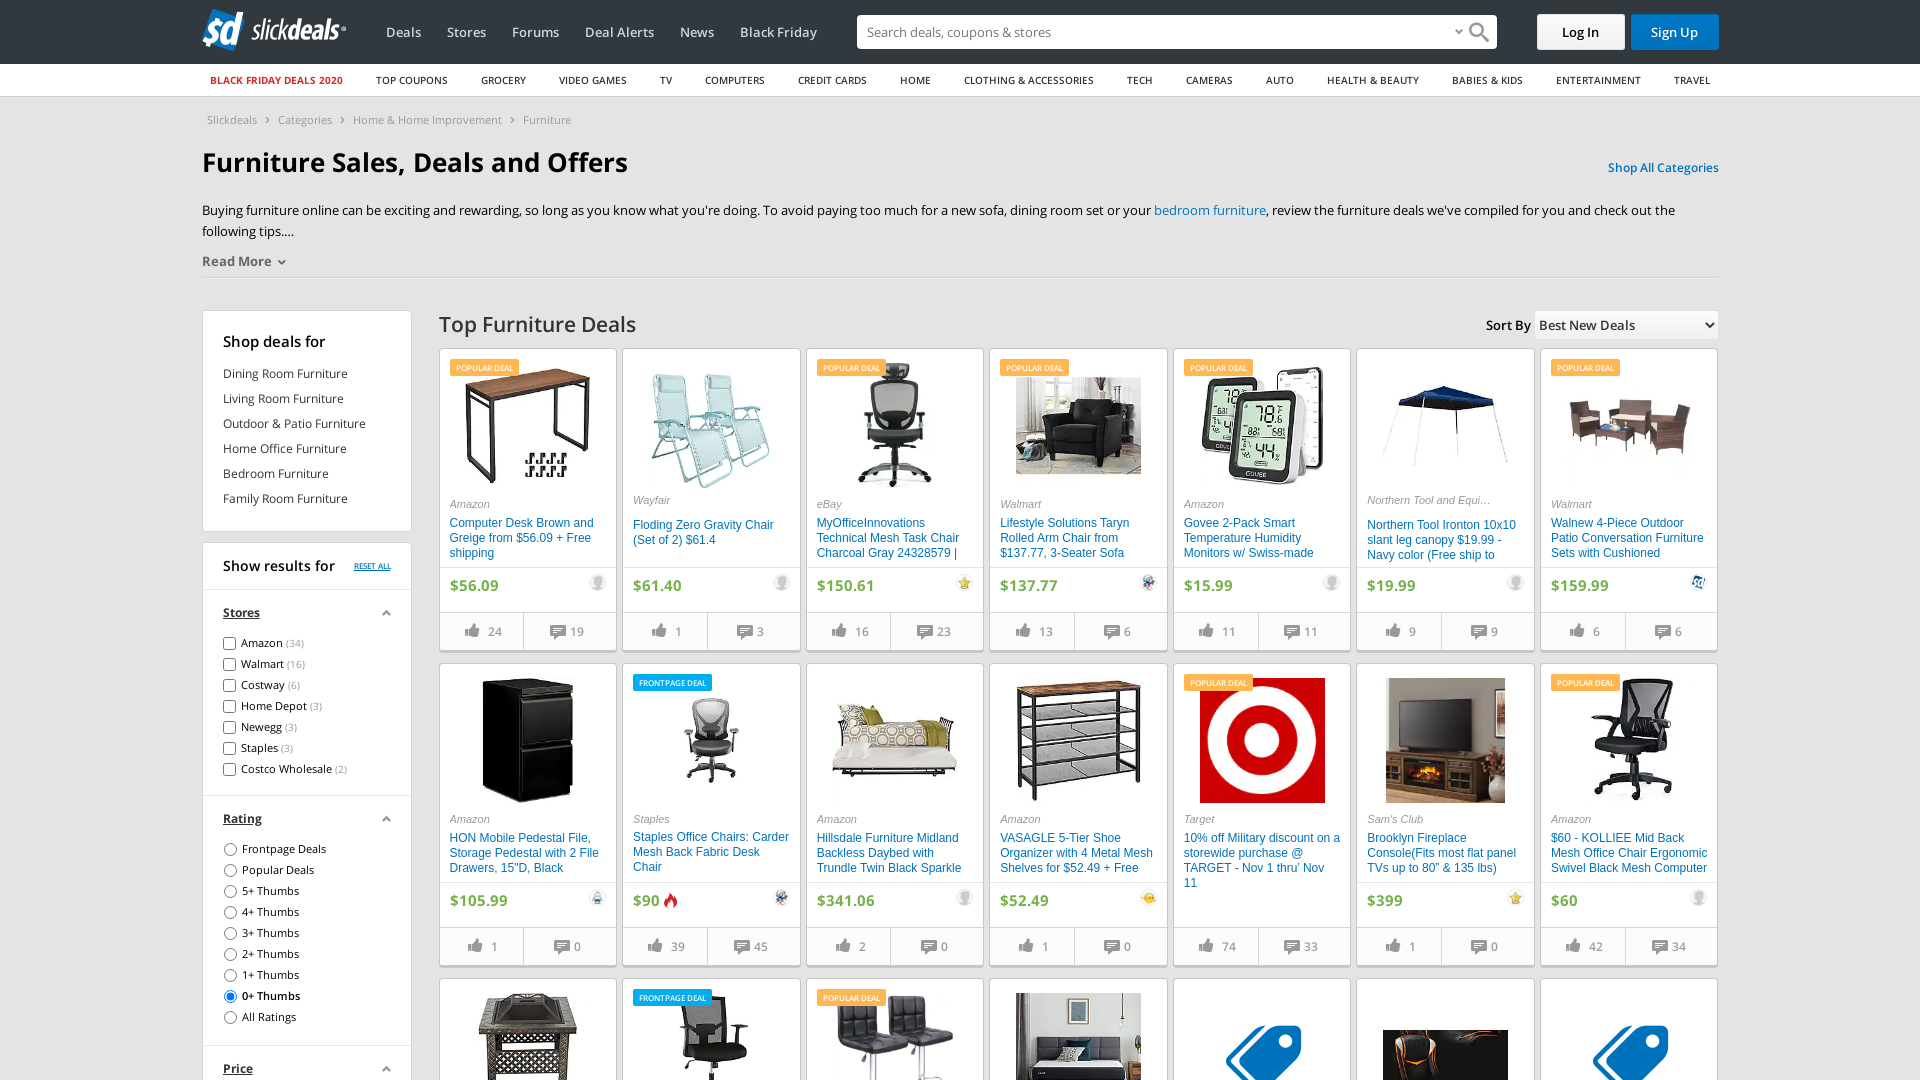 sd slickdeals
Deals
Stores
Forums
Deal Alerts
News
Black Friday
Search deals, coupons & stores
Log In
Sign Up
BLACK FRIDAY DEALS 2020
TOP COUPONS
GROCERY
VIDEO GAMES
TV
COMPUTERS
CREDIT CARDS
HOME
CLOTHING & ACCESSORIES
TECH
CAMERAS
AUTO
HEALTH & BEAUTY
BABIES & KIDS
ENTERTAINMENT
TRAVEL
Slickdeals > Categories > Home & Home Improvement > Furniture
Furniture Sales, Deals and Offers
Shop All Categories
Buying furniture online can be exciting and rewarding, so long as you know what you're doing. To avoid paying too much for a new sofa, dining room set or your bedroom furniture, review the furniture deals we've compiled for you and check out the
following tips....
Read More
Shop deals for
Dining Room Furniture
Living Room Furniture
Outdoor & Patio Furniture
Home Office Furniture
Bedroom Furniture
Family Room Furniture
Show results for
RESET ALL
Stores
Amazon (34)
Walmart (16)
Costway (6)
Home Depot (3)
Newegg (3)
Staples (3)
Costco Wholesale (2)
Rating
Frontpage Deals
Popular Deals
5+ Thumbs
4+ Thumbs
3+ Thumbs
2+ Thumbs
1+ Thumbs
0+ Thumbs
All Ratings
Price
Top Furniture Deals
Sort By
Best New Deals
POPULAR DEAL
Amazon
Computer Desk Brown and
Greige from $56.09 + Free
shipping
$56.09
24
19
Wayfair
Floding Zero Gravity Chair
(Set of 2) $61.4
$61.40
1
3
POPULAR DEAL
eBay
MyOfficeInnovations
Technical Mesh Task Chair
Charcoal Gray 24328579 |
$150.61
16
23
POPULAR DEAL
Walmart
Lifestyle Solutions Taryn
Rolled Arm Chair from
$137.77, 3-Seater Sofa
$137.77
13
6
POPULAR DEAL
GOVEE
Amazon
Govee 2-Pack Smart
Temperature Humidity
Monitors w/ Swiss-made
$15.99
11
11
Northern Tool and Equi…
Northern Tool Ironton 10x10
slant leg canopy $19.99 -
Navy color (Free ship to
$19.99
9
9
POPULAR DEAL
Walmart
Walnew 4-Piece Outdoor
Patio Conversation Furniture
Sets with Cushioned
$159.99
6
6
Amazon
HON Mobile Pedestal File,
Storage Pedestal with 2 File
Drawers, 15"D, Black
$105.99
1
0
FRONTPAGE DEAL
Staples
Staples Office Chairs: Carder
Mesh Back Fabric Desk
Chair
$90
39
45
Amazon
Hillsdale Furniture Midland
Backless Daybed with
Trundle Twin Black Sparkle
$341.06
2
0
Amazon
VASAGLE 5-Tier Shoe
Organizer with 4 Metal Mesh
Shelves for $52.49 + Free
$52.49
1
0
POPULAR DEAL
Target
10% off Military discount on a
storewide purchase @
TARGET - Nov 1 thru' Nov
11
74
33
Sam's Club
Brooklyn Fireplace
Console(Fits most flat panel
TVs up to 80” & 135 lbs)
$399
1
0
POPULAR DEAL
Amazon
$60 - KOLLIEE Mid Back
Mesh Office Chair Ergonomic
Swivel Black Mesh Computer
$60
42
34
FRONTPAGE DEAL
POPULAR DEAL